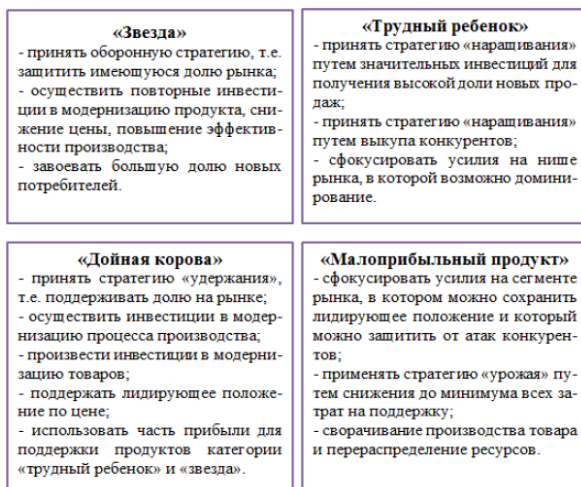 «Звезда»
- принять оборонную стратегию, т.е.
защитить имеющуюся долю рынка;
- осуществить повторные инвести-
ции в модернизацию продукта, сни-
жение цены, повышение эффектив-
ности производства;
- завоевать большую долю новых
потребителей.
«Трудный ребенок»
- принять стратегию «наращивания»
путем значительных инвестиций для
получения высокой доли новых про-
даж;
- принять стратегию «наращивания»
путем выкупа конкурентов;
- сфокусировать усилия на нише
рынка, в которой возможно домини-
рование.
«Дойная корова»
- принять стратегию «удержания»,
т.е. поддерживать долю на рынке;
- осуществить инвестиции в модер-
низацию процесса производства;
- произвести инвестиции в модерни-
зацию товаров;
- поддержать лидирующее положе-
ние по цене;
- использовать часть прибыли для
поддержки продуктов категории
«трудный ребенок» и «звезда».
«Малоприбыльный продукт»
- сфокусировать усилия на сегменте
рынка, в котором можно сохранить
лидирующее положение и который
можно защитить от атак конкурен-
тов;
- применять стратегию «урожая» пу-
тем снижения до минимума всех за-
трат на поддержку;
- сворачивание производства товара
и перераспределение ресурсов.